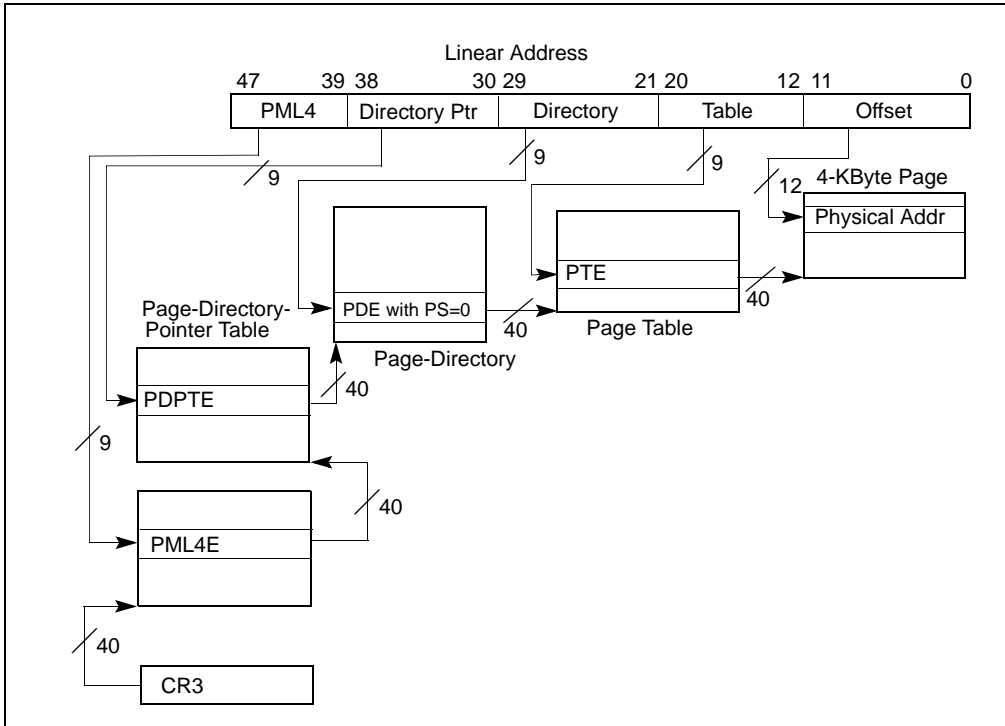 Linear Address
47 39 38 30 29 21 20 12 11 0
PML4 Directory Ptr Directory Table Offset
9 9 9 12
4-KByte Page
Physical Addr
PTE
40
Page Table
PDE with PS=0
40
Page-Directory
Page-Directory-
Pointer Table
PDPTE
40
9
PML4E
40
40
CR3